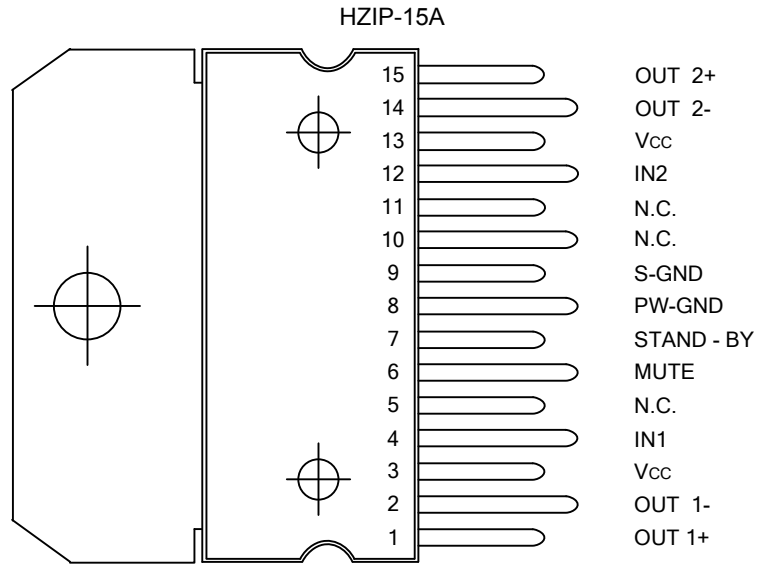 HZIP-15A
15 OUT 2+
14 OUT 2-
13 Vcc
12 IN2
11 N.C.
10 N.C.
9 S-GND
8 PW-GND
7 STAND - BY
6 MUTE
5 N.C.
4 IN1
3 Vcc
2 OUT 1-
1 OUT 1+